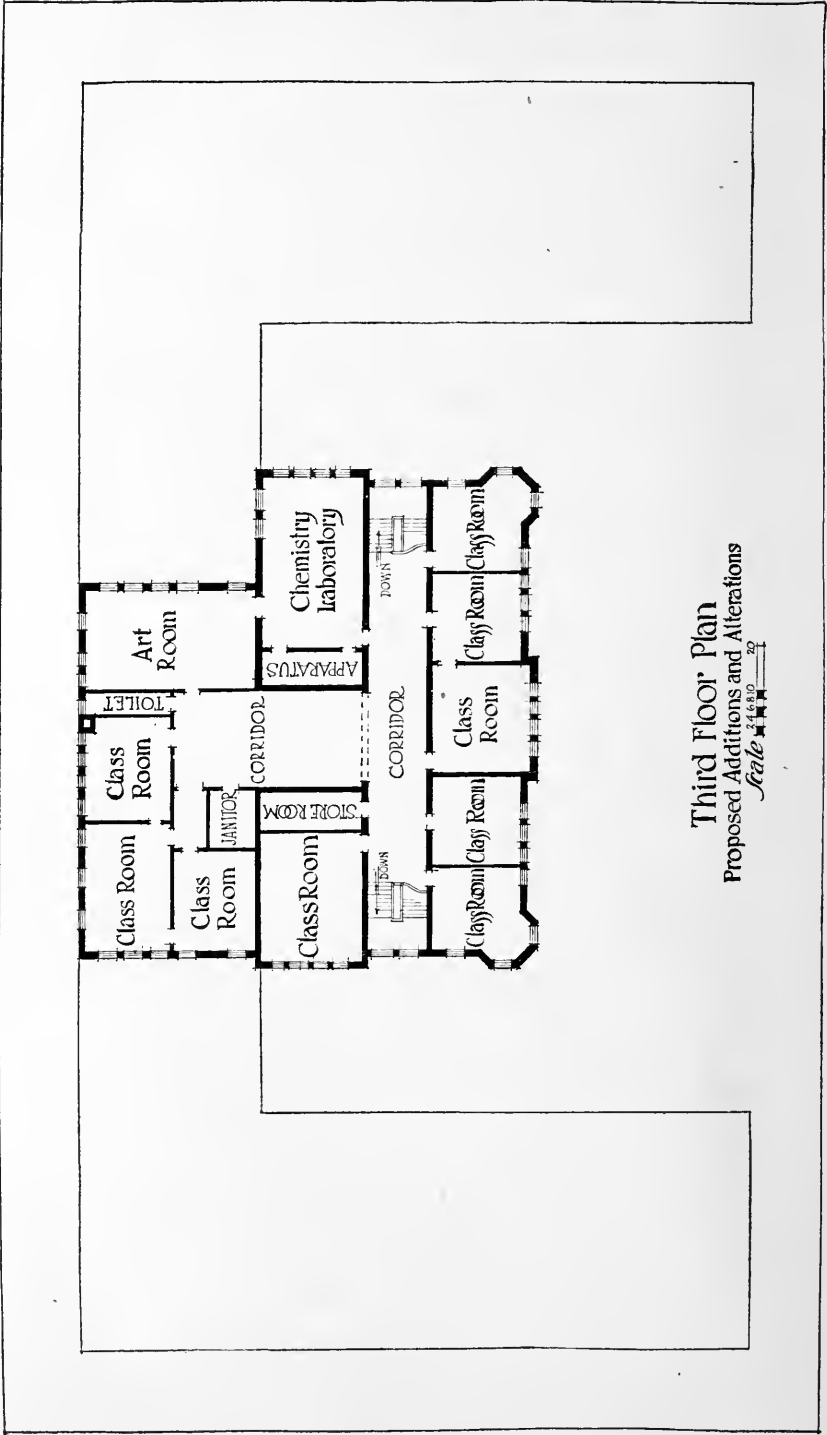 Class Room
Class
Room
TOILET
Art
Room
Class
Room
JANITOR
CORRIDOR
Class Room
STORE ROOM
APPARATUS
Chemistry
Laboratory
DOWN
CORRIDOR
DOWN
Class Room
Class Room
Class
Room
Class Room
Class Room
Third Floor Plan
Proposed Additions and Alterations
Scale 2 4 6 8 10 20